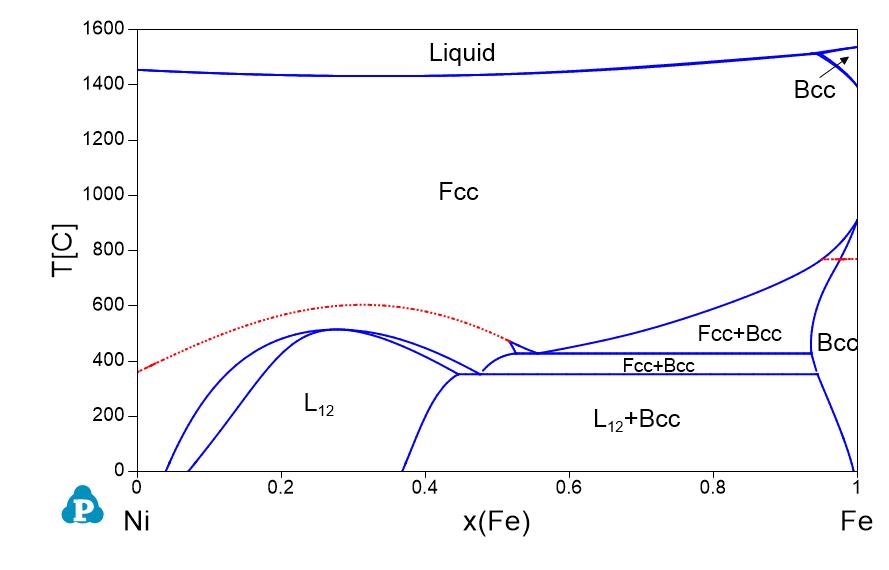 1600
Liquid
1400
Bcc
1200
Fcc
1000
T[C]
800
600
Fcc+Bcc
Bcc
400
Fcc+Bcc
L12
L12+Bcc
200
0
0 0.2 0.4 0.6 0.8 1
P
Ni x(Fe) Fe